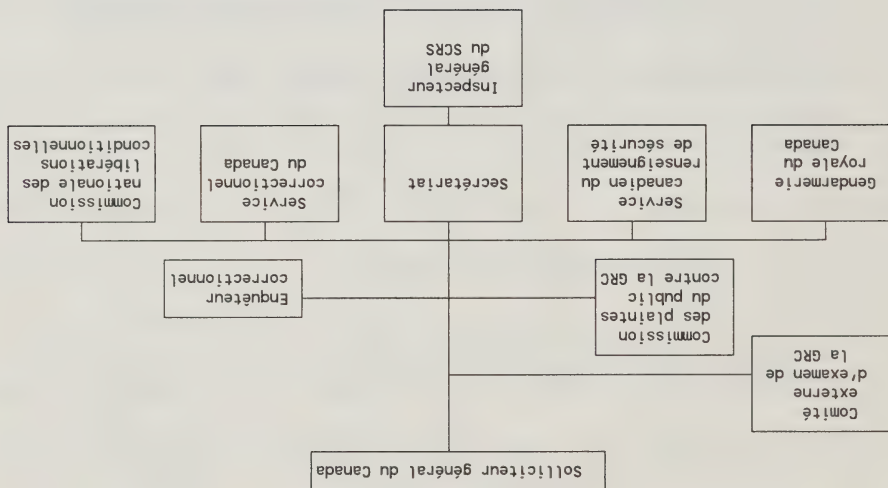 Solliciteur général du Canada
Comité
externe
d'examen de
la GRC
Commission
des plaintes
du public
contre la GRC
Enquêteur
correctionnel
Gendarmerie
royale du
Canada
Service
canadien du
renseignement
de sécurité
Secrétariat
Service
correctionnel
du Canada
Commission
nationale des
libérations
conditionnelles
Inspecteur
général
du SCRS